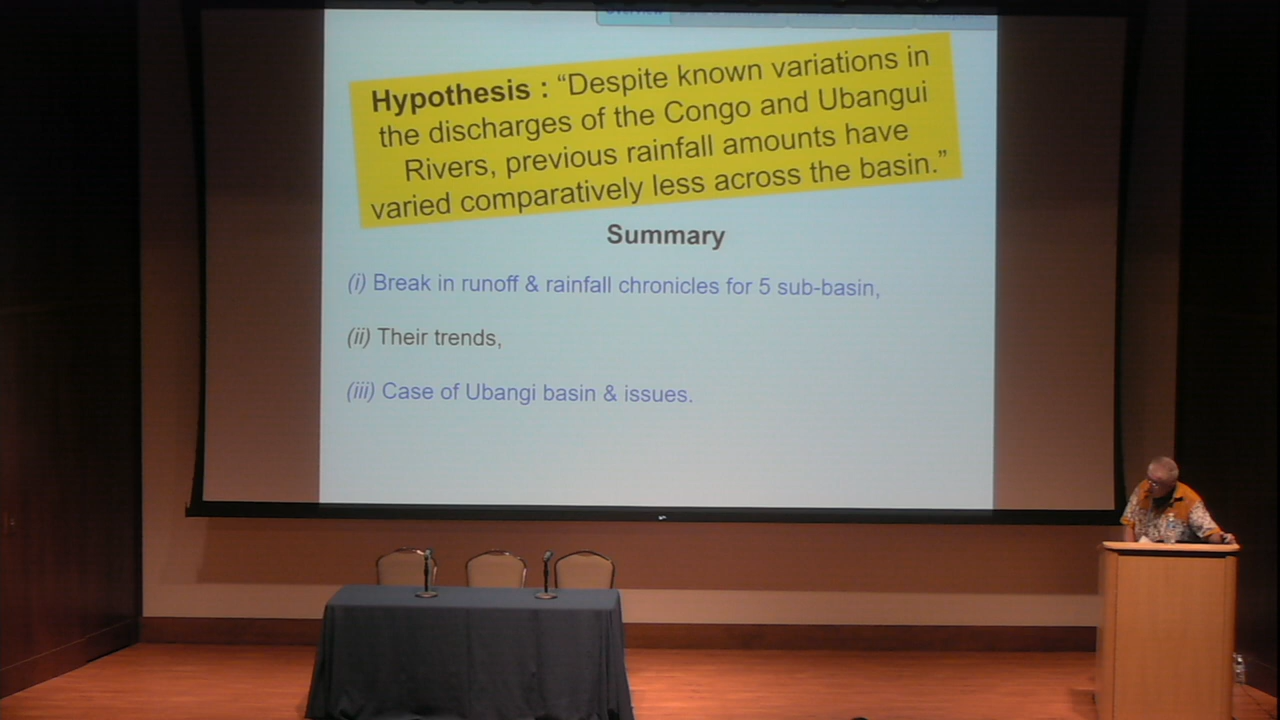 Overview
Hypothesis : “Despite known variations in
the discharges of the Congo and Ubangui
Rivers, previous rainfall amounts have
varied comparatively less across the basin.”
Summary
(i) Break in runoff & rainfall chronicles for 5 sub-basin,
(ii) Their trends,
(iii) Case of Ubangi basin & issues.